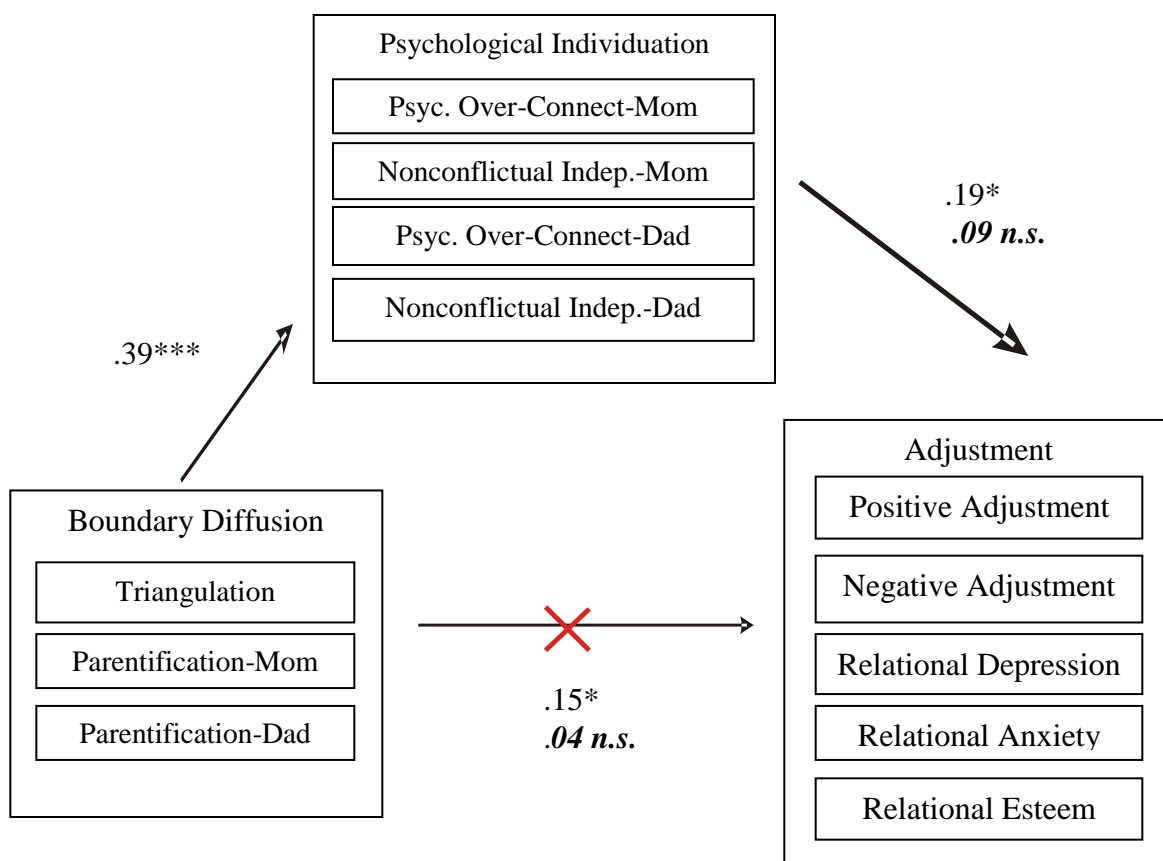 Psychological Individuation
Psyc. Over-Connect-Mom
Nonconflictual Indep.-Mom
Psyc. Over-Connect-Dad
Nonconflictual Indep.-Dad
.19*
.09 n.s.
.39***
Boundary Diffusion
Triangulation
Parentification-Mom
Parentification-Dad
.15*
.04 n.s.
Adjustment
Positive Adjustment
Negative Adjustment
Relational Depression
Relational Anxiety
Relational Esteem